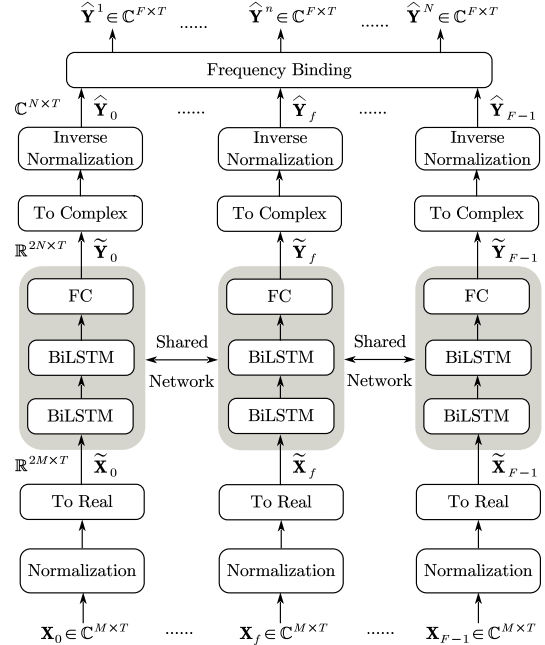 Ŷ¹ ∈ ℂ^{F×T} ...... Ŷⁿ ∈ ℂ^{F×T} ...... Ŷᴺ ∈ ℂ^{F×T}
Frequency Binding
ℂ^{N×T} Ŷ₀ ...... Ŷ_f ...... Ŷ_{F−1}
Inverse Normalization Inverse Normalization Inverse Normalization
To Complex To Complex To Complex
ℝ^{2N×T} Ỹ₀ Ỹ_f Ỹ_{F−1}
FC FC FC
Shared Shared
BiLSTM BiLSTM BiLSTM
Network Network
BiLSTM BiLSTM BiLSTM
ℝ^{2M×T} X̃₀ X̃_f X̃_{F−1}
To Real To Real To Real
Normalization Normalization Normalization
X₀ ∈ ℂ^{M×T} ...... X_f ∈ ℂ^{M×T} ...... X_{F−1} ∈ ℂ^{M×T}